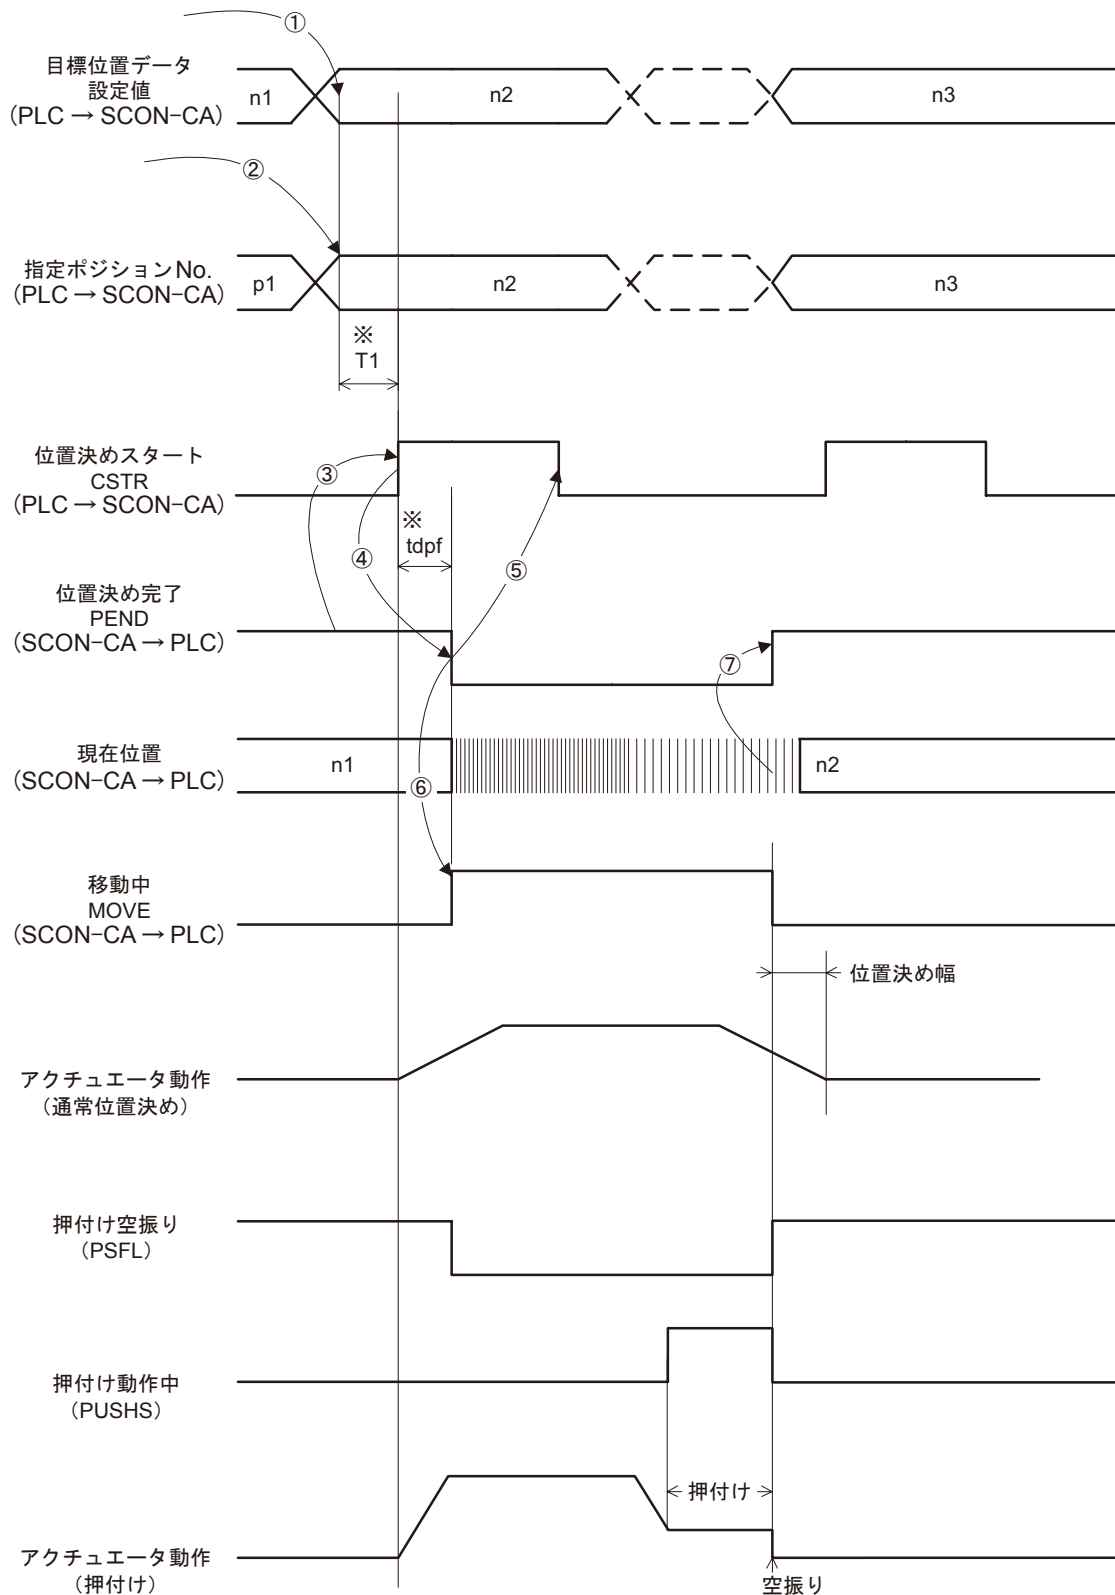 ①
目標位置データ
設定値
(PLC → SCON-CA)
n1
n2
n3
②
指定ポジションNo.
(PLC → SCON-CA)
p1
n2
n3
※
T1
位置決めスタート
CSTR
(PLC → SCON-CA)
③
※
tdpf
④
⑤
位置決め完了
PEND
(SCON-CA → PLC)
⑦
現在位置
(SCON-CA → PLC)
n1
n2
⑥
移動中
MOVE
(SCON-CA → PLC)
位置決め幅
アクチュエータ動作
(通常位置決め)
押付け空振り
(PSFL)
押付け動作中
(PUSHS)
押付け
アクチュエータ動作
(押付け)
空振り